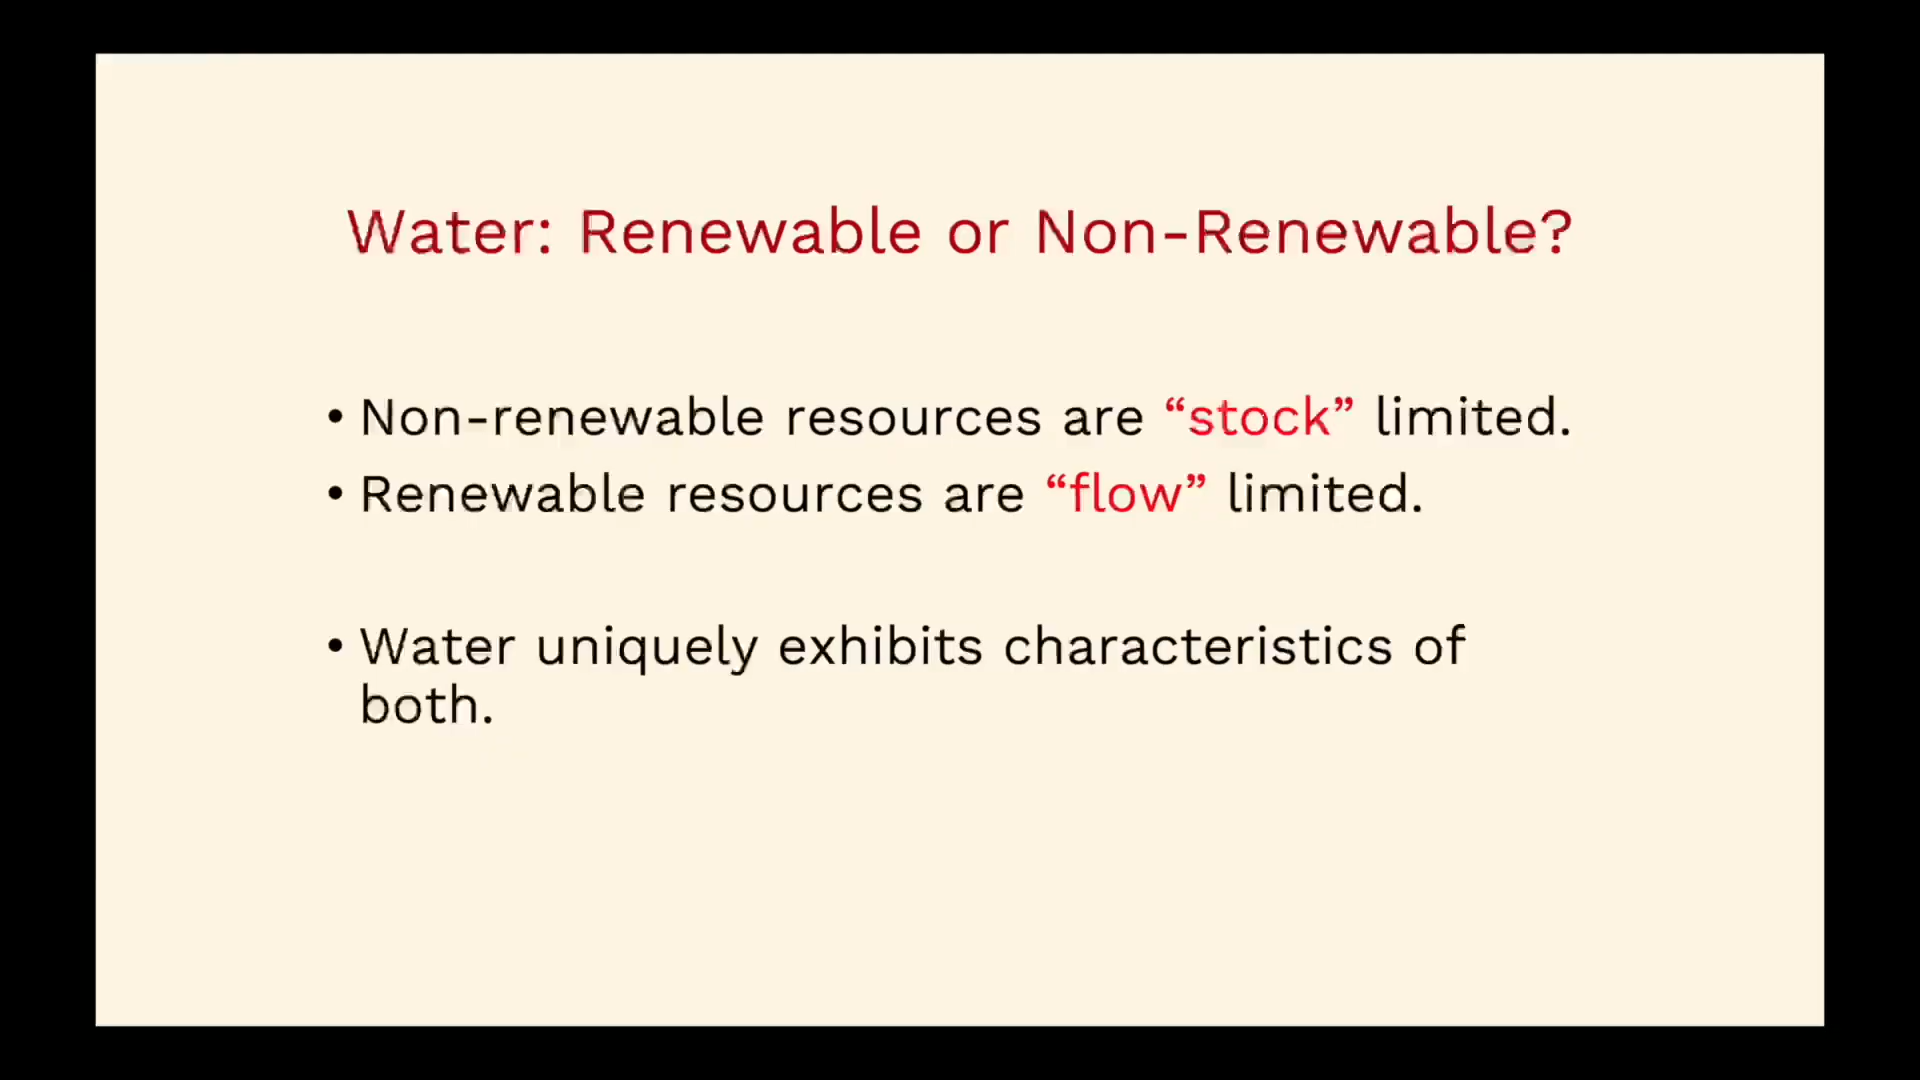 Water: Renewable or Non-Renewable?
• Non-renewable resources are “stock” limited.
• Renewable resources are “flow” limited.
• Water uniquely exhibits characteristics of
both.